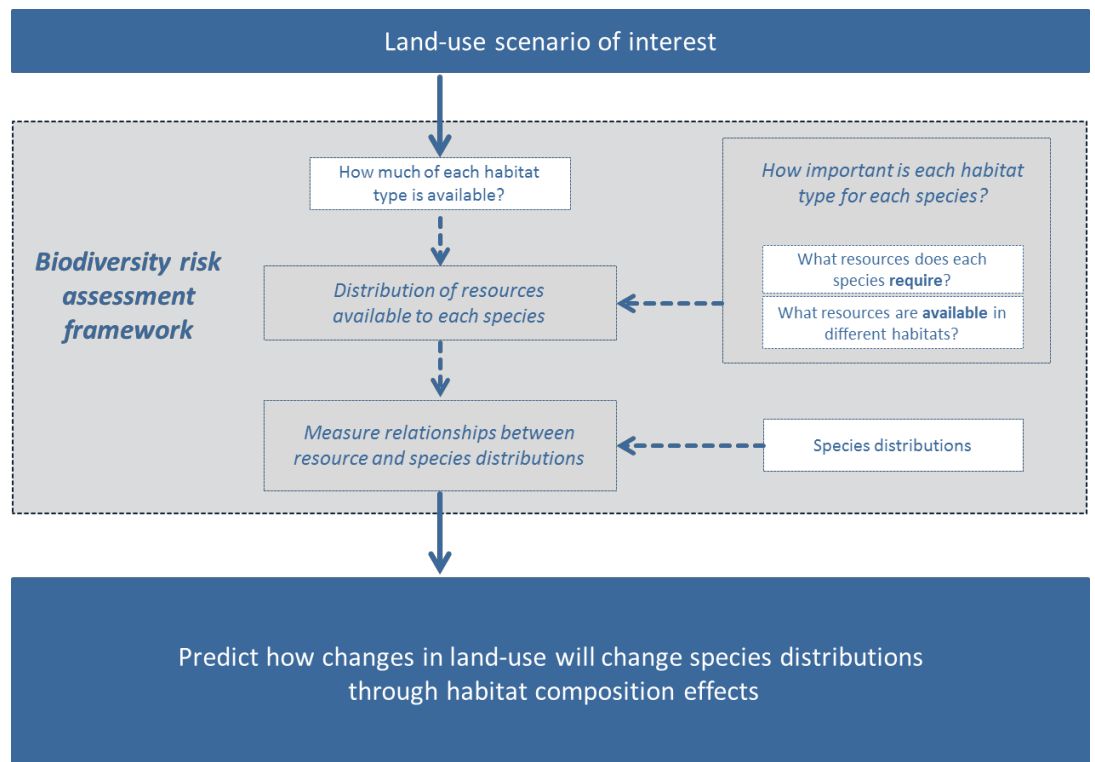 Land-use scenario of interest
How much of each habitat
type is available?
How important is each habitat
type for each species?
Biodiversity risk
assessment
framework
What resources does each
species require?
Distribution of resources
available to each species
What resources are available in
different habitats?
Measure relationships between
resource and species distributions
Species distributions
Predict how changes in land-use will change species distributions
through habitat composition effects